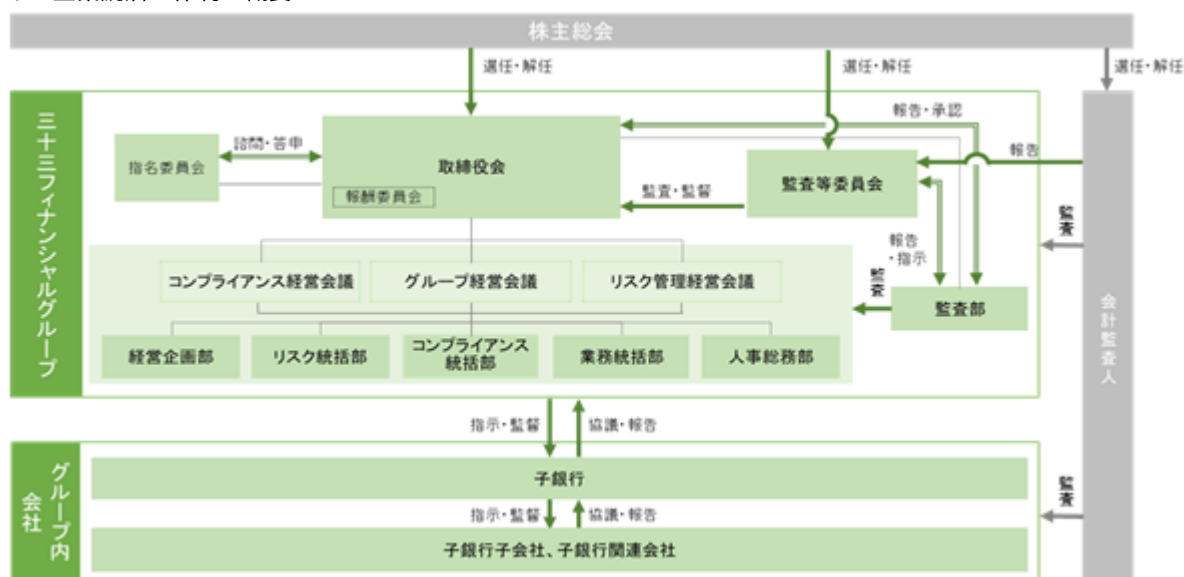 株主総会
選任・解任
選任・解任
選任・解任
三十三フィナンシャルグループ
指名委員会
諮問・答申
取締役会
報酬委員会
監査・監督
監査等委員会
報告・承認
報告
報告
・指示
監査
監査部
監査
会計監査人
コンプライアンス経営会議
グループ経営会議
リスク管理経営会議
経営企画部
リスク統括部
コンプライアンス
統括部
業務統括部
人事総務部
指示・監督
協議・報告
グループ内
会社
子銀行
指示・監督
協議・報告
子銀行子会社、子銀行関連会社
監査